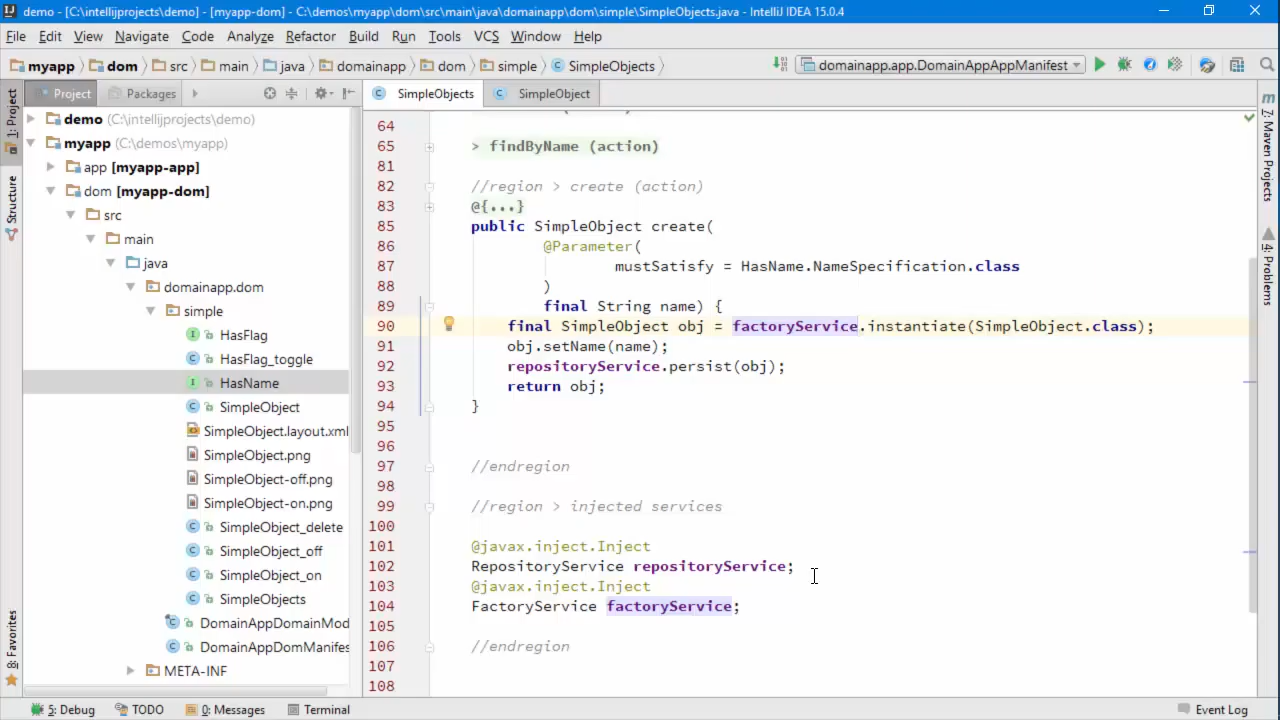 demo - [C:\intellijprojects\demo] - [myapp-dom] - C:\demos\myapp\dom\src\main\java\domainapp\dom\simple\SimpleObjects.java - IntelliJ IDEA 15.0.4
File Edit View Navigate Code Analyze Refactor Build Run Tools VCS Window Help
myapp dom src main java domainapp dom simple SimpleObjects domainapp.app.DomainAppAppManifest
Project Packages SimpleObjects SimpleObject
1: Project
Structure
8: Favorites
demo (C:\intellijprojects\demo)
myapp (C:\demos\myapp)
app [myapp-app]
dom [myapp-dom]
src
main
java
domainapp.dom
simple
HasFlag
HasFlag_toggle
HasName
SimpleObject
SimpleObject.layout.xml
SimpleObject.png
SimpleObject-off.png
SimpleObject-on.png
SimpleObject_delete
SimpleObject_off
SimpleObject_on
SimpleObjects
DomainAppDomainMod
DomainAppDomManifes
META-INF
64
65 > findByName (action)
81
82 //region > create (action)
83 @{...}
85 public SimpleObject create(
86 @Parameter(
87 mustSatisfy = HasName.NameSpecification.class
88 )
89 final String name) {
90 final SimpleObject obj = factoryService.instantiate(SimpleObject.class);
91 obj.setName(name);
92 repositoryService.persist(obj);
93 return obj;
94 }
95
96
97 //endregion
98
99 //region > injected services
100
101 @javax.inject.Inject
102 RepositoryService repositoryService;
103 @javax.inject.Inject
104 FactoryService factoryService;
105
106 //endregion
107
108
Maven Projects
4: Problems
5: Debug TODO 0: Messages Terminal Event Log